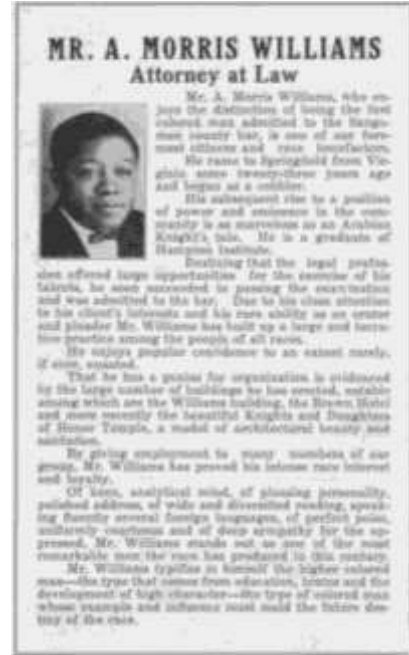 MR. A. MORRIS WILLIAMS
Attorney at Law
Mr. A. Morris Williams, who en-
joys the distinction of being the first
colored man admitted to the Sanga-
mon county bar, is one of our fore-
most citizens and race benefactors.
He came to Springfield from Vir-
ginia some twenty-three years ago
and began as a cobbler.
His subsequent rise to a position
of power and eminence in the com-
munity is as marvelous as an Arabian
Knight's tale. He is a graduate of
Hampton Institute.
Realizing that the legal profes-
sion offered large opportunities for the exercise of his
talents, he soon succeeded in passing the examination
and was admitted to the bar. Due to his close attention
to his client's interests and his rare ability as an orator
and pleader Mr. Williams has built up a large and lucra-
tive practice among the people of all races.
He enjoys popular confidence to an extent rarely,
if ever, equaled.
That he has a genius for organization is evidenced
by the large number of buildings he has erected, notable
among which are the Williams building, the Brown Hotel
and more recently the beautiful Knights and Daughters
of Honor Temple, a model of architectural beauty and
sanitation.
By giving employment to many members of our
group, Mr. Williams has proved his intense race interest
and loyalty.
Of keen, analytical mind, of pleasing personality,
polished address, of wide and diversified reading, speak-
ing fluently several foreign languages, of perfect poise,
uniformly courteous and of deep sympathy for the op-
pressed, Mr. Williams stands out as one of the most
remarkable men the race has produced in this century.
Mr. Williams typifies in himself the higher colored
man—the type that comes from education, brains and the
development of high character—the type of colored man
whose example and influence must mold the future des-
tiny of the race.